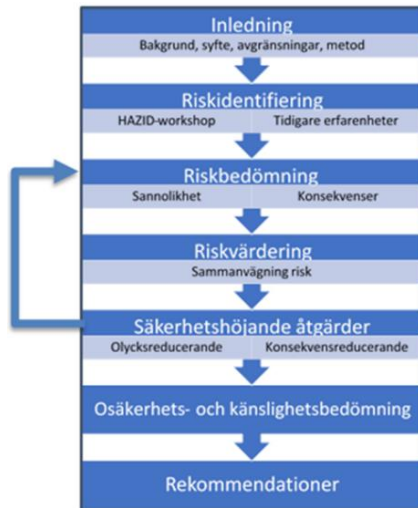 Inledning
Bakgrund, syfte, avgränsningar, metod
Riskidentifiering
HAZID-workshop Tidigare erfarenheter
Riskbedömning
Sannolikhet Konsekvenser
Riskvärdering
Sammanvägning risk
Säkerhetshöjande åtgärder
Olycksreducerande Konsekvensreducerande
Osäkerhets- och känslighetsbedömning
Rekommendationer